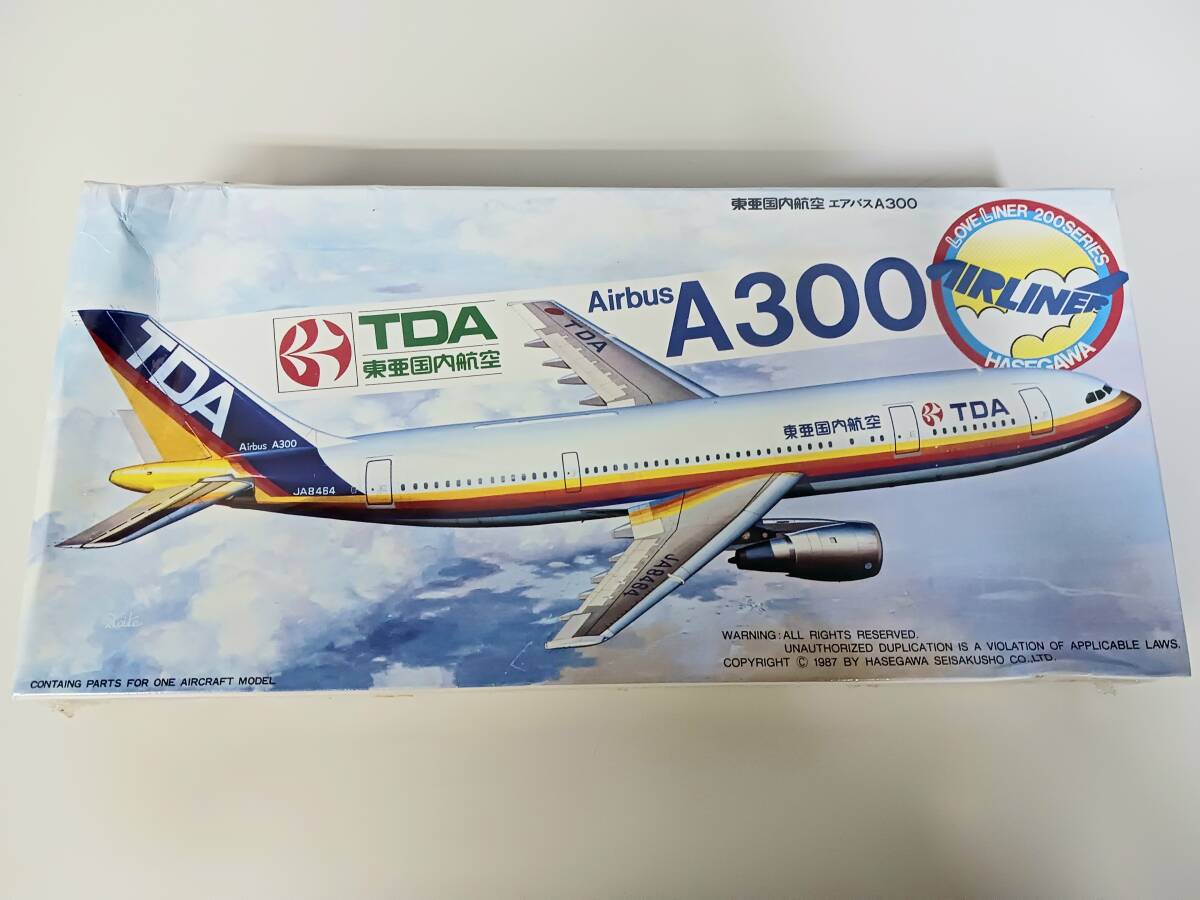 東亜国内航空 エアバスA300
LOVE LINER 200SERIES
AIRLINER
HASEGAWA
Airbus A300
TDA
東亜国内航空
TDA
TDA
Airbus A300
JA8464
東亜国内航空 TDA
JA8464
WARNING: ALL RIGHTS RESERVED.
UNAUTHORIZED DUPLICATION IS A VIOLATION OF APPLICABLE LAWS.
COPYRIGHT © 1987 BY HASEGAWA SEISAKUSHO CO.,LTD.
CONTAING PARTS FOR ONE AIRCRAFT MODEL